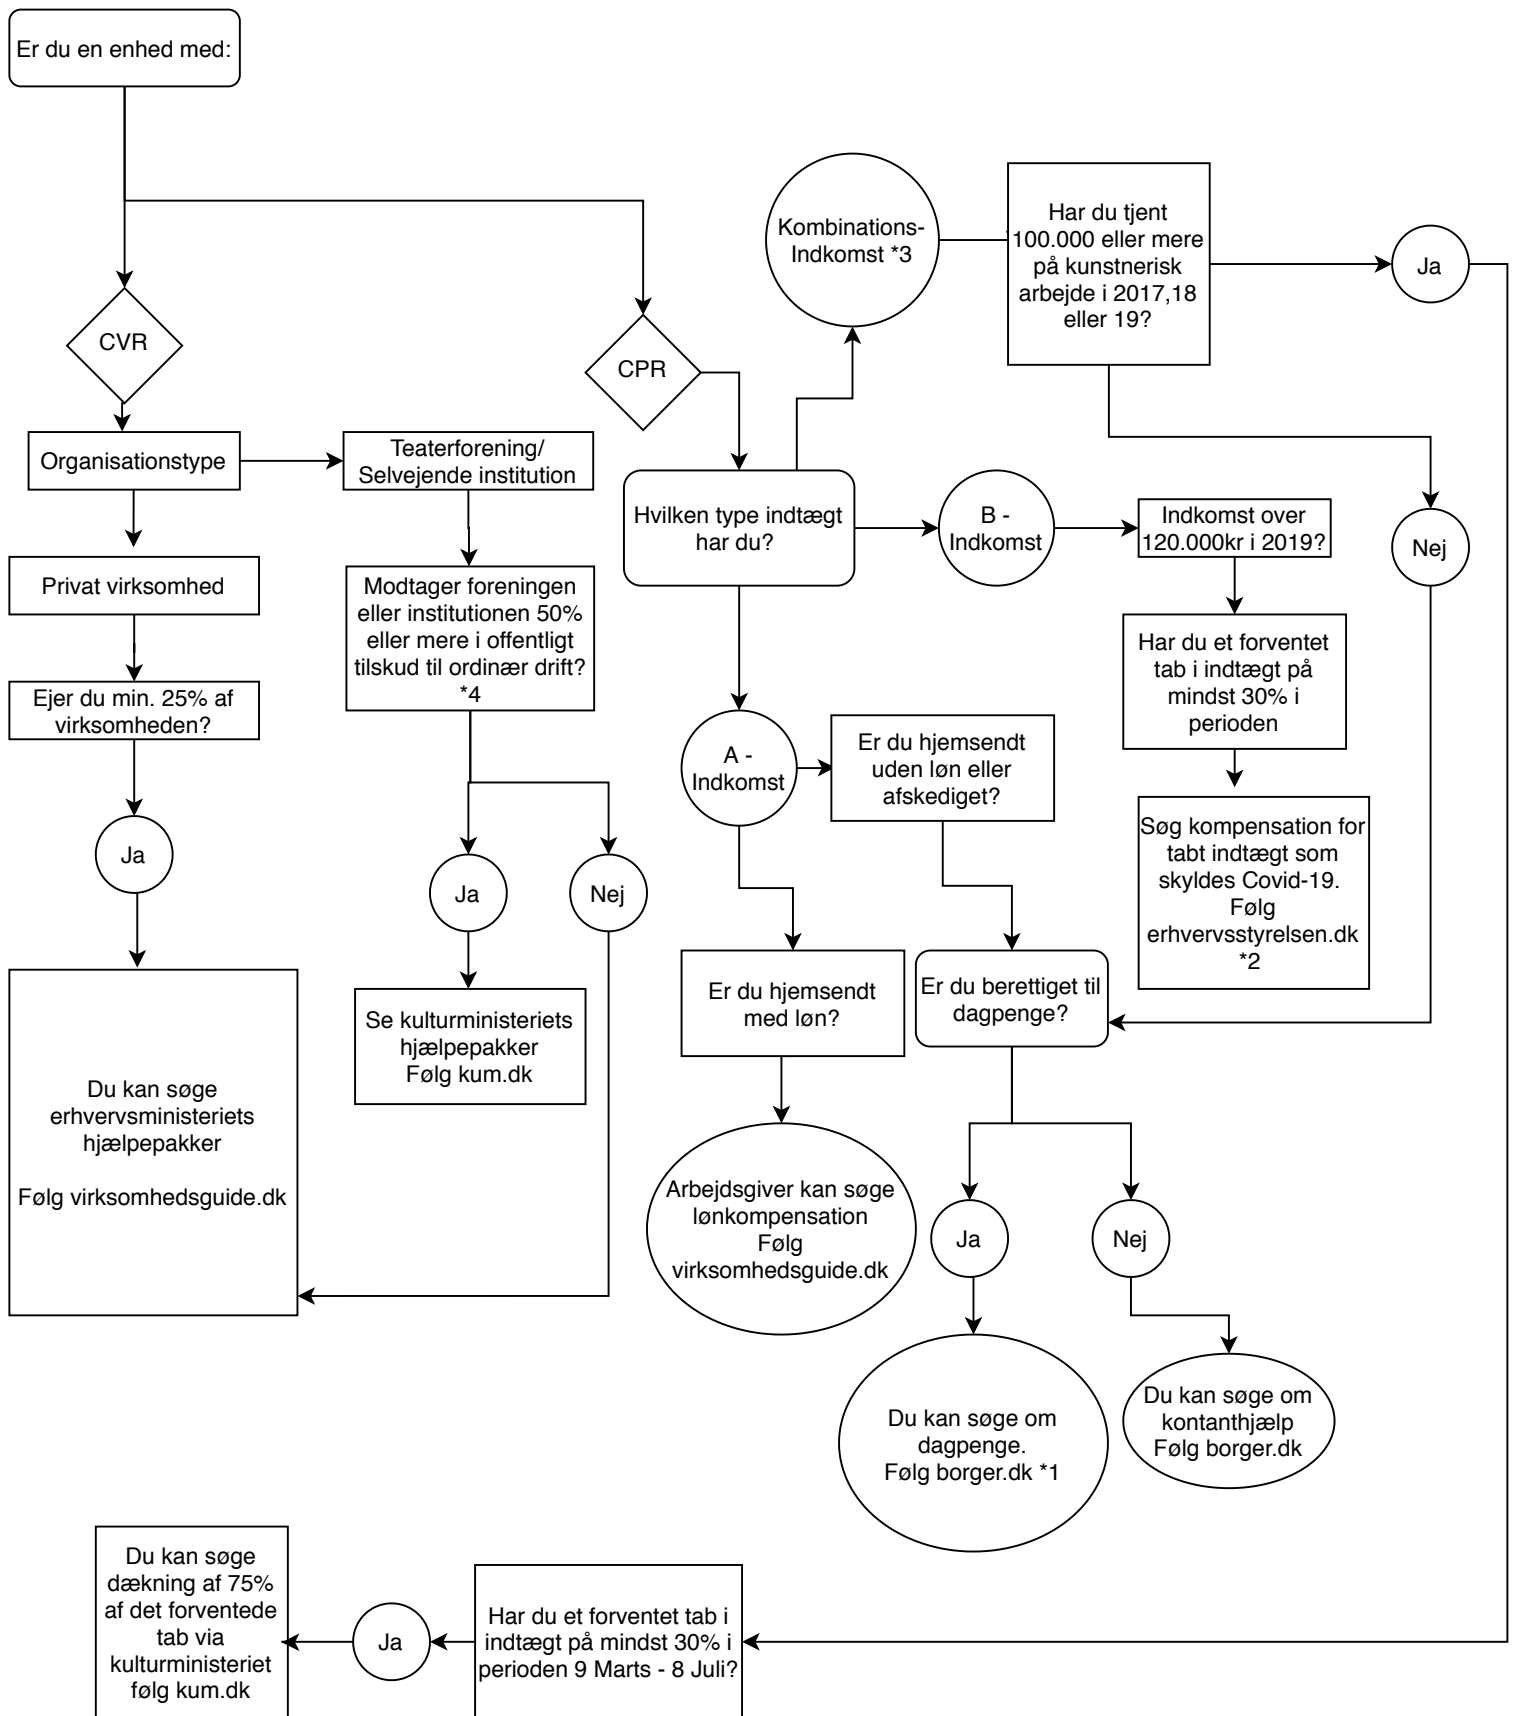 Er du en enhed med:
CVR
Organisationstype
Privat virksomhed
Ejer du min. 25% af
virksomheden?
Ja
Du kan søge
erhvervsministeriets
hjælpepakker
Følg virksomhedsguide.dk
Teaterforening/
Selvejende institution
Modtager foreningen
eller institutionen 50%
eller mere i offentligt
tilskud til ordinær drift?
*4
Ja
Nej
Se kulturministeriets
hjælpepakker
Følg kum.dk
CPR
Hvilken type indtægt
har du?
Kombinations-
Indkomst *3
Har du tjent
100.000 eller mere
på kunstnerisk
arbejde i 2017,18
eller 19?
Ja
Nej
B -
Indkomst
Indkomst over
120.000kr i 2019?
Har du et forventet
tab i indtægt på
mindst 30% i
perioden
Søg kompensation for
tabt indtægt som
skyldes Covid-19.
Følg
erhvervsstyrelsen.dk
*2
A -
Indkomst
Er du hjemsendt
uden løn eller
afskediget?
Er du hjemsendt
med løn?
Arbejdsgiver kan søge
lønkompensation
Følg
virksomhedsguide.dk
Er du berettiget til
dagpenge?
Ja
Nej
Du kan søge om
dagpenge.
Følg borger.dk *1
Du kan søge om
kontanthjælp
Følg borger.dk
Har du et forventet tab i
indtægt på mindst 30% i
perioden 9 Marts - 8 Juli?
Ja
Du kan søge
dækning af 75%
af det forventede
tab via
kulturministeriet
følg kum.dk